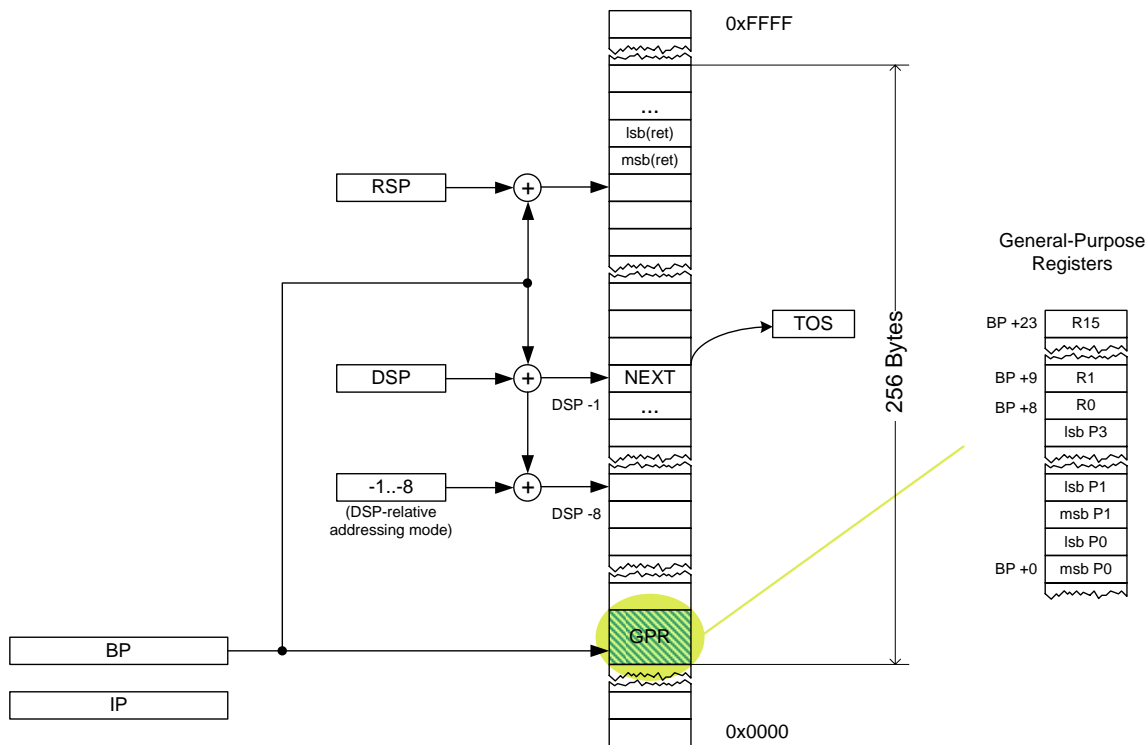 0xFFFF
...
lsb(ret)
msb(ret)
RSP
+
General-Purpose
Registers
TOS
BP +23
R15
256 Bytes
DSP
+
DSP -1
NEXT
...
BP +9
R1
BP +8
R0
lsb P3
-1..-8
(DSP-relative
addressing mode)
+
DSP -8
lsb P1
msb P1
lsb P0
BP +0
msb P0
GPR
BP
IP
0x0000